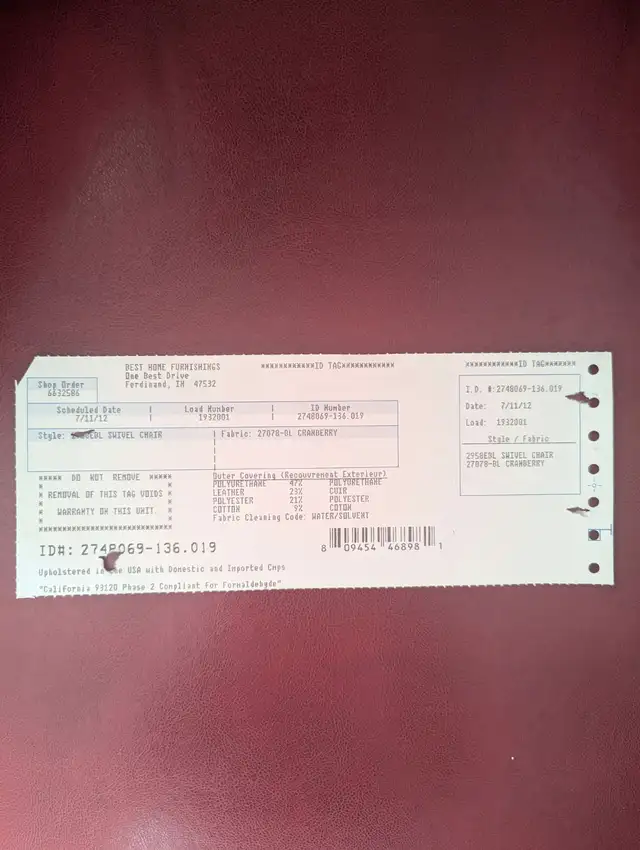 BEST HOME FURNISHINGS
One Best Drive
Ferdinand, IN 47532
************ID TAG************
Shop Order
6632586
Scheduled Date | Load Number | ID Number
7/11/12 | 1932001 | 2748069-136.019
Style: SWIVEL CHAIR | Fabric: 27078-BL CRANBERRY
***** DO NOT REMOVE *****
* REMOVAL OF THIS TAG VOIDS *
* WARRANTY ON THIS UNIT. *
Outer Covering (Recouvrement Exterieur)
POLYURETHANE 47% POLYURETHANE
LEATHER 23% CUIR
POLYESTER 21% POLYESTER
COTTON 9% COTON
Fabric Cleaning Code: WATER/SOLVENT
ID#: 2748069-136.019
8 09454 46898 1
Upholstered in the USA with Domestic and Imported Cmps
"California 93120 Phase 2 Compliant for Formaldehyde"
************ID TAG*******
I.D. #:2748069-136.019
Date: 7/11/12
Load: 1932001
Style / Fabric
2958EBL SWIVEL CHAIR
27078-BL CRANBERRY